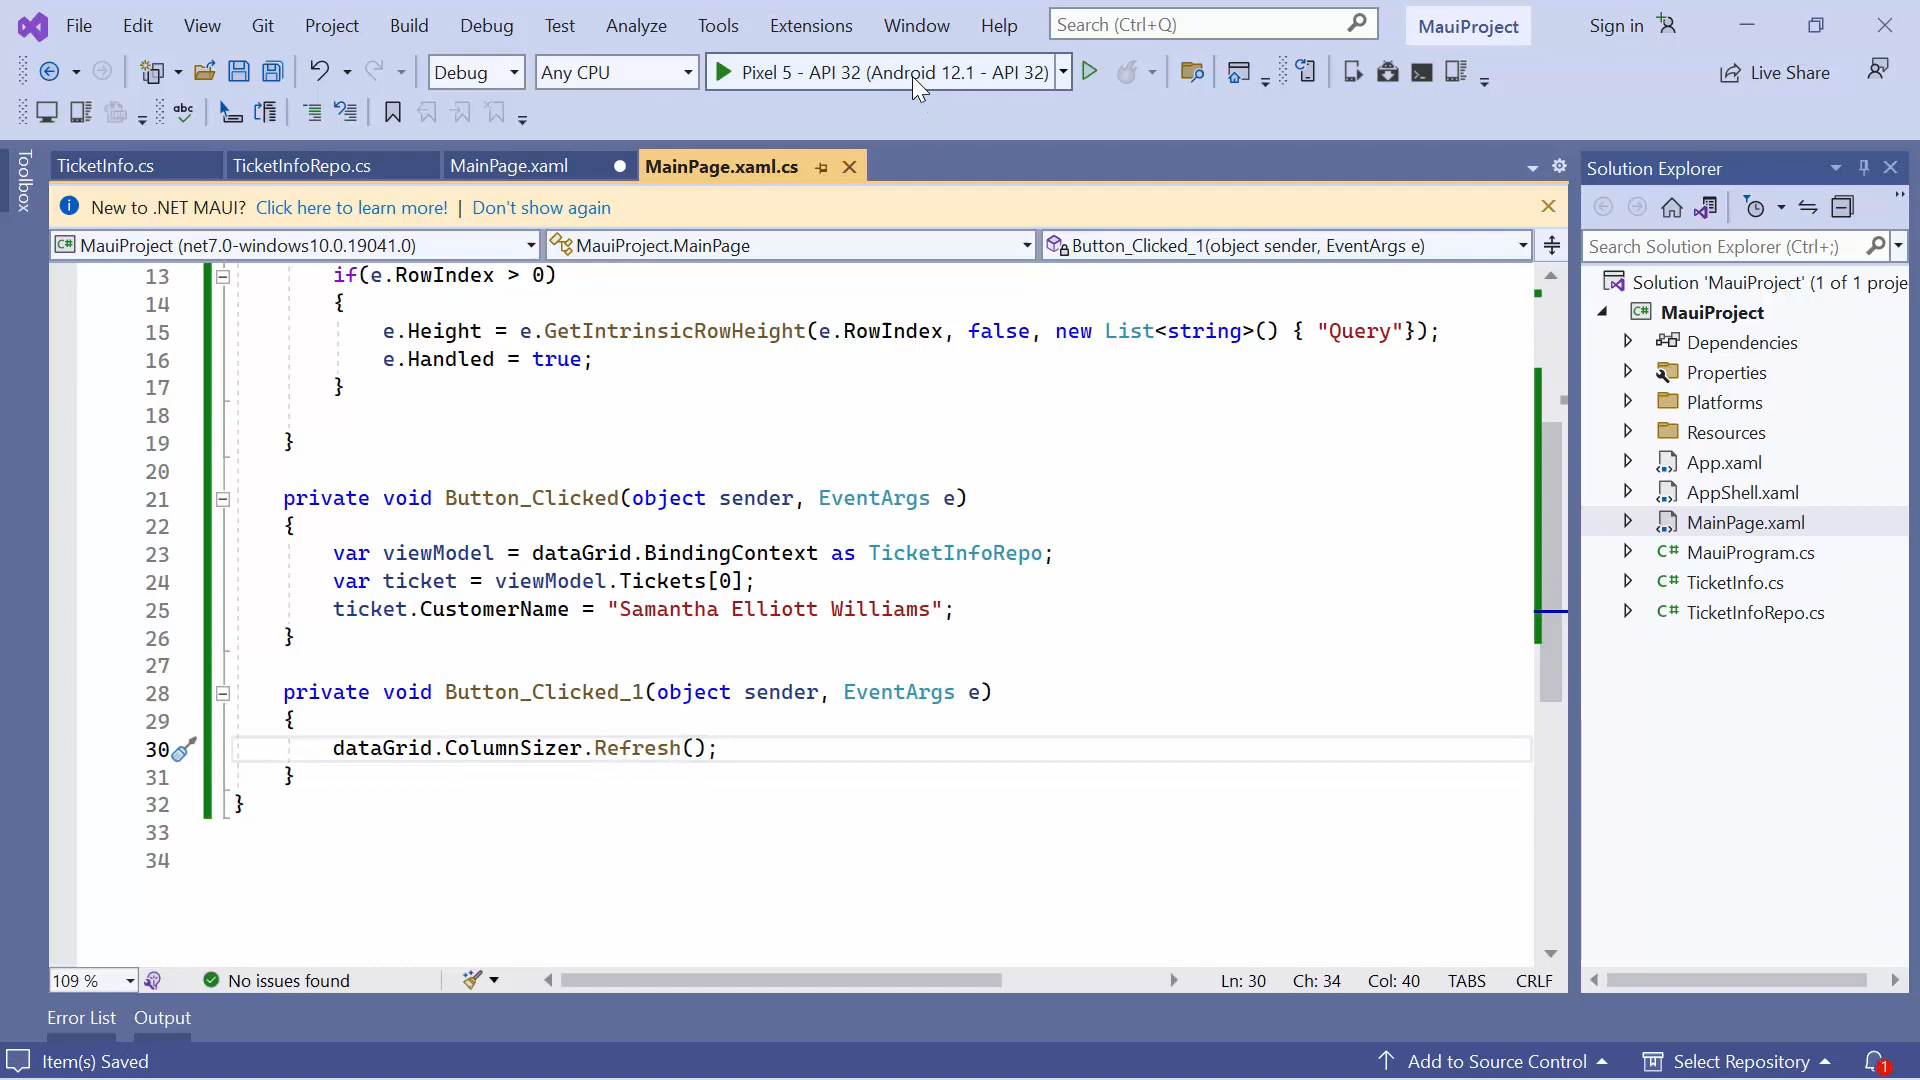 File Edit View Git Project Build Debug Test Analyze Tools Extensions Window Help Search (Ctrl+Q) MauiProject Sign in
Debug Any CPU Pixel 5 - API 32 (Android 12.1 - API 32) Live Share
abc
Toolbox
TicketInfo.cs TicketInfoRepo.cs MainPage.xaml MainPage.xaml.cs
New to .NET MAUI? Click here to learn more! | Don't show again
MauiProject (net7.0-windows10.0.19041.0) MauiProject.MainPage Button_Clicked_1(object sender, EventArgs e)
13 if(e.RowIndex > 0)
14 {
15 e.Height = e.GetIntrinsicRowHeight(e.RowIndex, false, new List<string>() { "Query"});
16 e.Handled = true;
17 }
18
19 }
20
21 private void Button_Clicked(object sender, EventArgs e)
22 {
23 var viewModel = dataGrid.BindingContext as TicketInfoRepo;
24 var ticket = viewModel.Tickets[0];
25 ticket.CustomerName = "Samantha Elliott Williams";
26 }
27
28 private void Button_Clicked_1(object sender, EventArgs e)
29 {
30 dataGrid.ColumnSizer.Refresh();
31 }
32 }
33
34
109 % No issues found Ln: 30 Ch: 34 Col: 40 TABS CRLF
Solution Explorer
Search Solution Explorer (Ctrl+;)
Solution 'MauiProject' (1 of 1 proje
C# MauiProject
Dependencies
Properties
Platforms
Resources
App.xaml
AppShell.xaml
MainPage.xaml
C# MauiProgram.cs
C# TicketInfo.cs
C# TicketInfoRepo.cs
Error List Output
Item(s) Saved Add to Source Control Select Repository 1